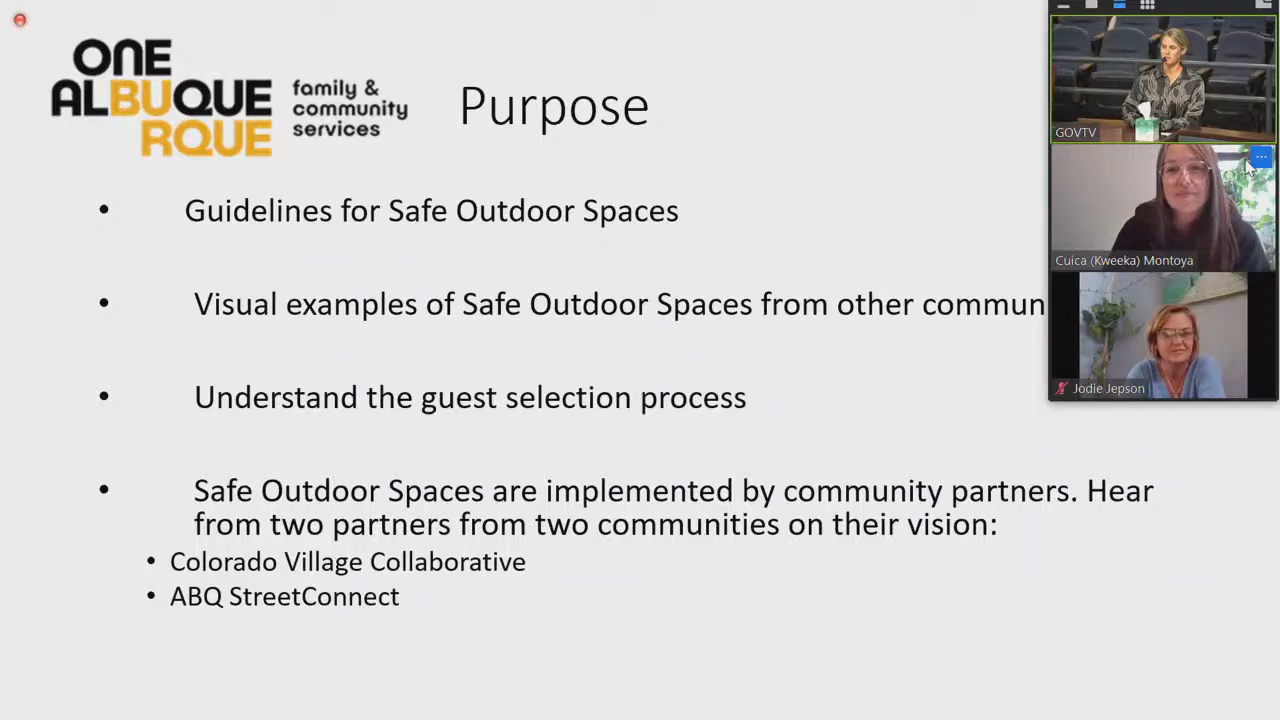 ONE
ALBUQUE
RQUE
family &
community
services
Purpose
• Guidelines for Safe Outdoor Spaces
• Visual examples of Safe Outdoor Spaces from other commun
• Understand the guest selection process
• Safe Outdoor Spaces are implemented by community partners. Hear
from two partners from two communities on their vision:
• Colorado Village Collaborative
• ABQ StreetConnect
GOVTV
Cuica (Kweeka) Montoya
Jodie Jepson